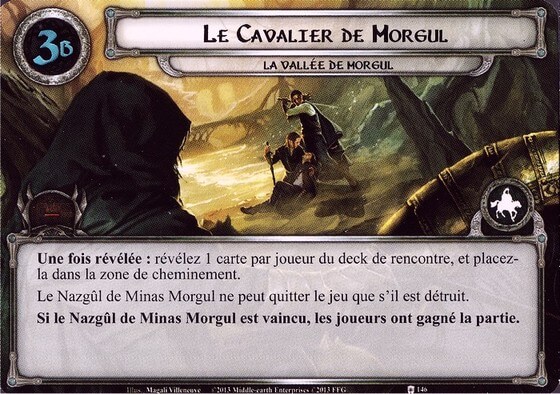 3B
LE CAVALIER DE MORGUL
LA VALLÉE DE MORGUL
Une fois révélée : révélez 1 carte par joueur du deck de rencontre, et placez-
la dans la zone de cheminement.
Le Nazgûl de Minas Morgul ne peut quitter le jeu que s'il est détruit.
Si le Nazgûl de Minas Morgul est vaincu, les joueurs ont gagné la partie.
Illus. Magali Villeneuve ©2013 Middle-earth Enterprises ©2013 FFG 146